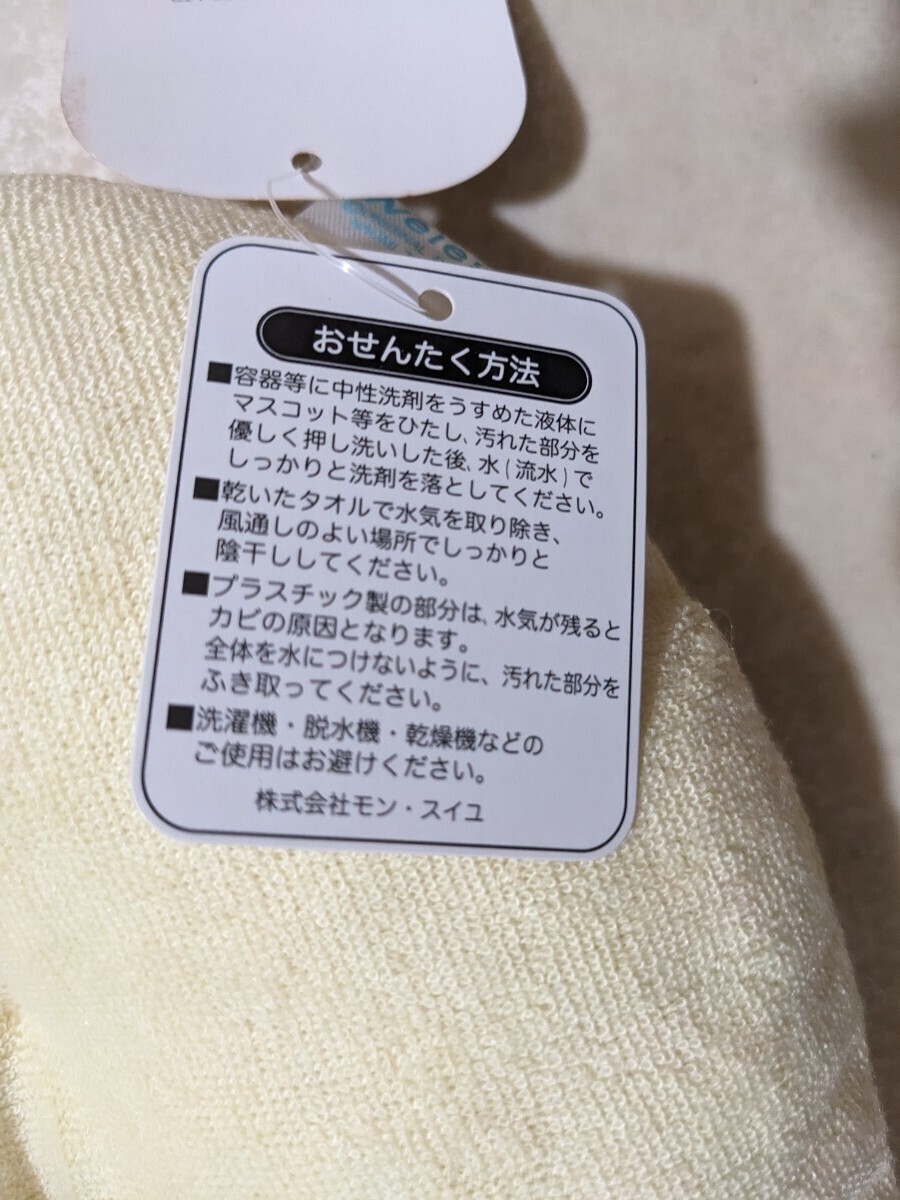 おせんたく方法
■容器等に中性洗剤をうすめた液体に
マスコット等をひたし、汚れた部分を
優しく押し洗いした後、水(流水)で
しっかりと洗剤を落としてください。
■乾いたタオルで水気を取り除き、
風通しのよい場所でしっかりと
陰干ししてください。
■プラスチック製の部分は、水気が残ると
カビの原因となります。
全体を水につけないように、汚れた部分を
ふき取ってください。
■洗濯機・脱水機・乾燥機などの
ご使用はお避けください。
株式会社モン・スイユ